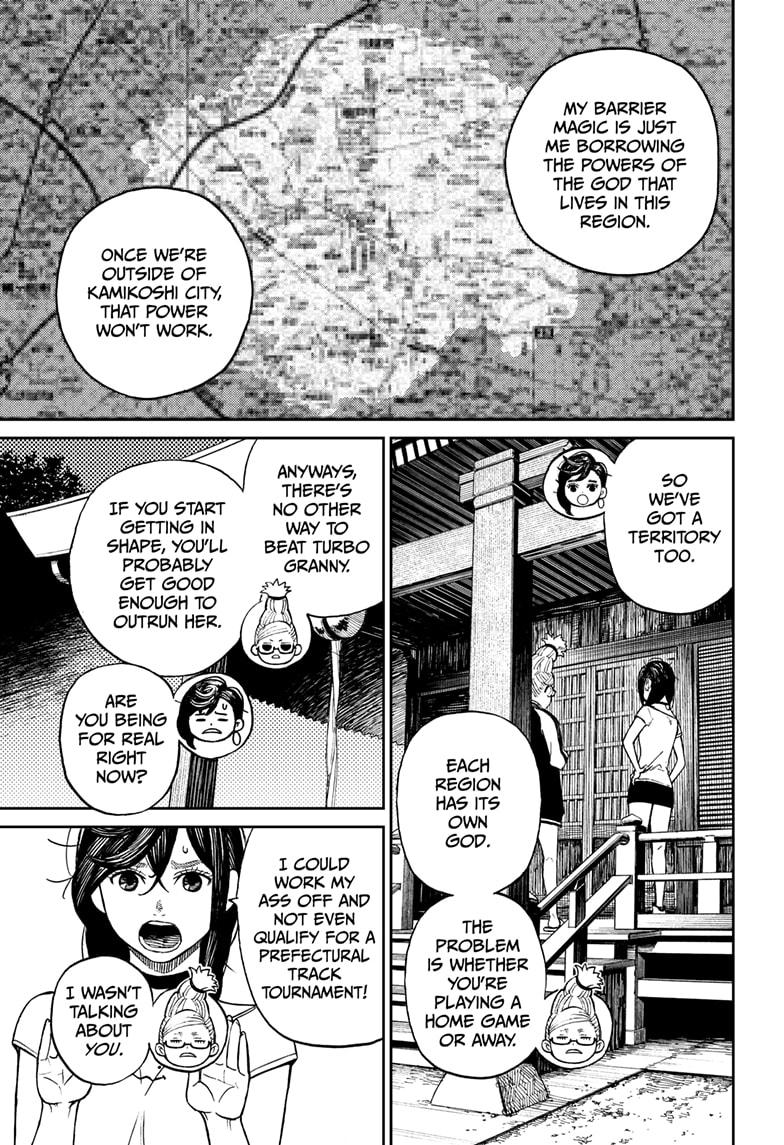 MY BARRIER
MAGIC IS JUST
ME BORROWING
THE POWERS OF
THE GOD THAT
LIVES IN THIS
REGION.
ONCE WE'RE
OUTSIDE OF
KAMIKOSHI CITY,
THAT POWER
WON'T WORK.
SO
WE'VE
GOT A
TERRITORY
TOO.
EACH
REGION
HAS ITS
OWN
GOD.
THE
PROBLEM
IS WHETHER
YOU'RE
PLAYING A
HOME GAME
OR AWAY.
ANYWAYS,
THERE'S
NO OTHER
WAY TO
BEAT TURBO
GRANNY.
IF YOU START
GETTING IN
SHAPE, YOU'LL
PROBABLY
GET GOOD
ENOUGH TO
OUTRUN HER.
ARE
YOU BEING
FOR REAL
RIGHT
NOW?
I COULD
WORK MY
ASS OFF AND
NOT EVEN
QUALIFY FOR A
PREFECTURAL
TRACK
TOURNAMENT!
I WASN'T
TALKING
ABOUT
YOU.